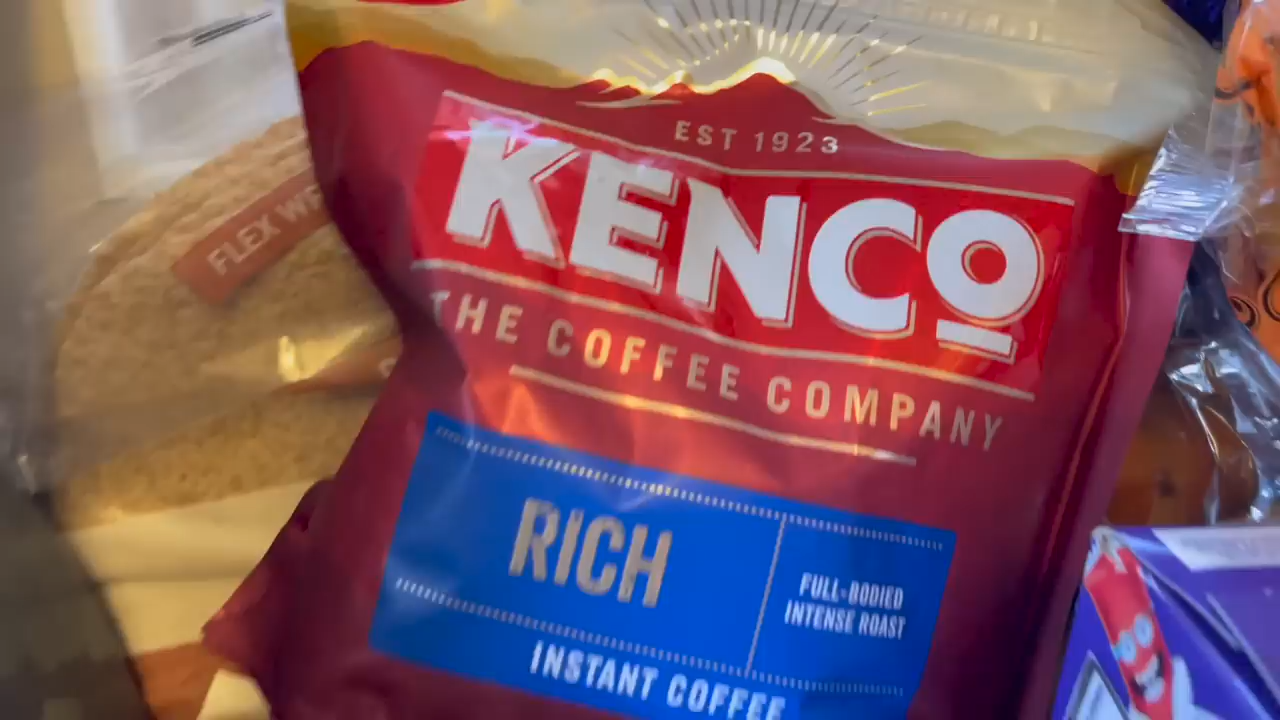 EST 1923
KENCO
THE COFFEE COMPANY
RICH
FULL-BODIED
INTENSE ROAST
INSTANT COFFEE
FLEX